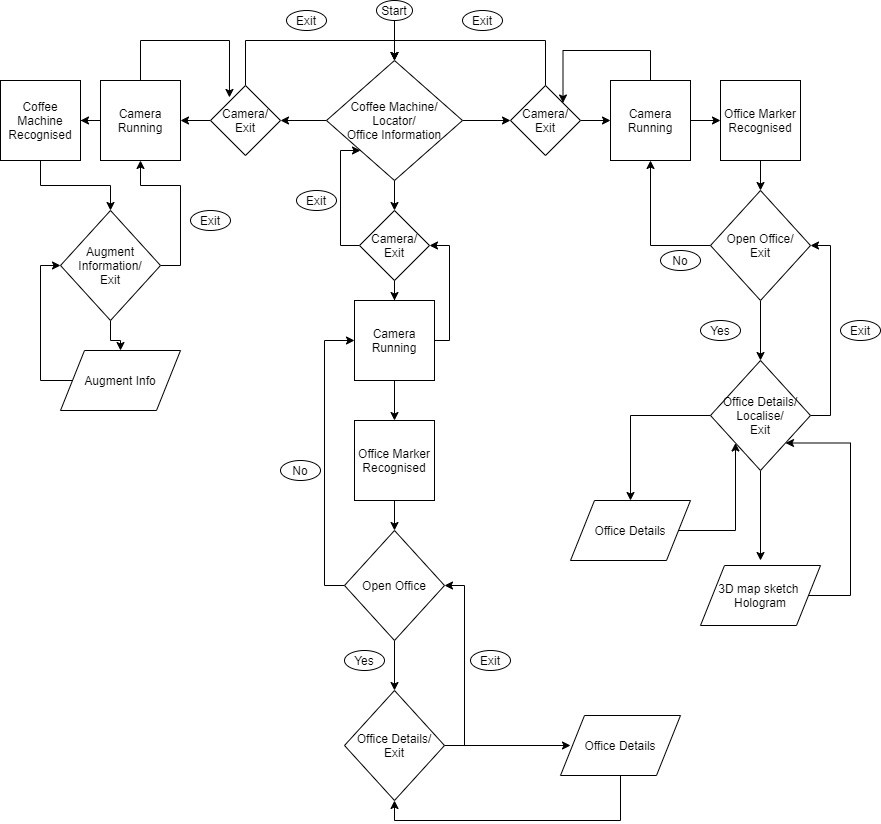 Start
Exit
Exit
Coffee
Machine
Recognised
Camera
Running
Camera/
Exit
Coffee Machine/
Locator/
Office Information
Camera/
Exit
Camera
Running
Office Marker
Recognised
Exit
Exit
Camera/
Exit
Open Office/
Exit
No
Augment
Information/
Exit
Camera
Running
Yes
Exit
Augment Info
Office Details/
Localise/
Exit
No
Office Marker
Recognised
Office Details
Open Office
3D map sketch
Hologram
Yes
Exit
Office Details/
Exit
Office Details